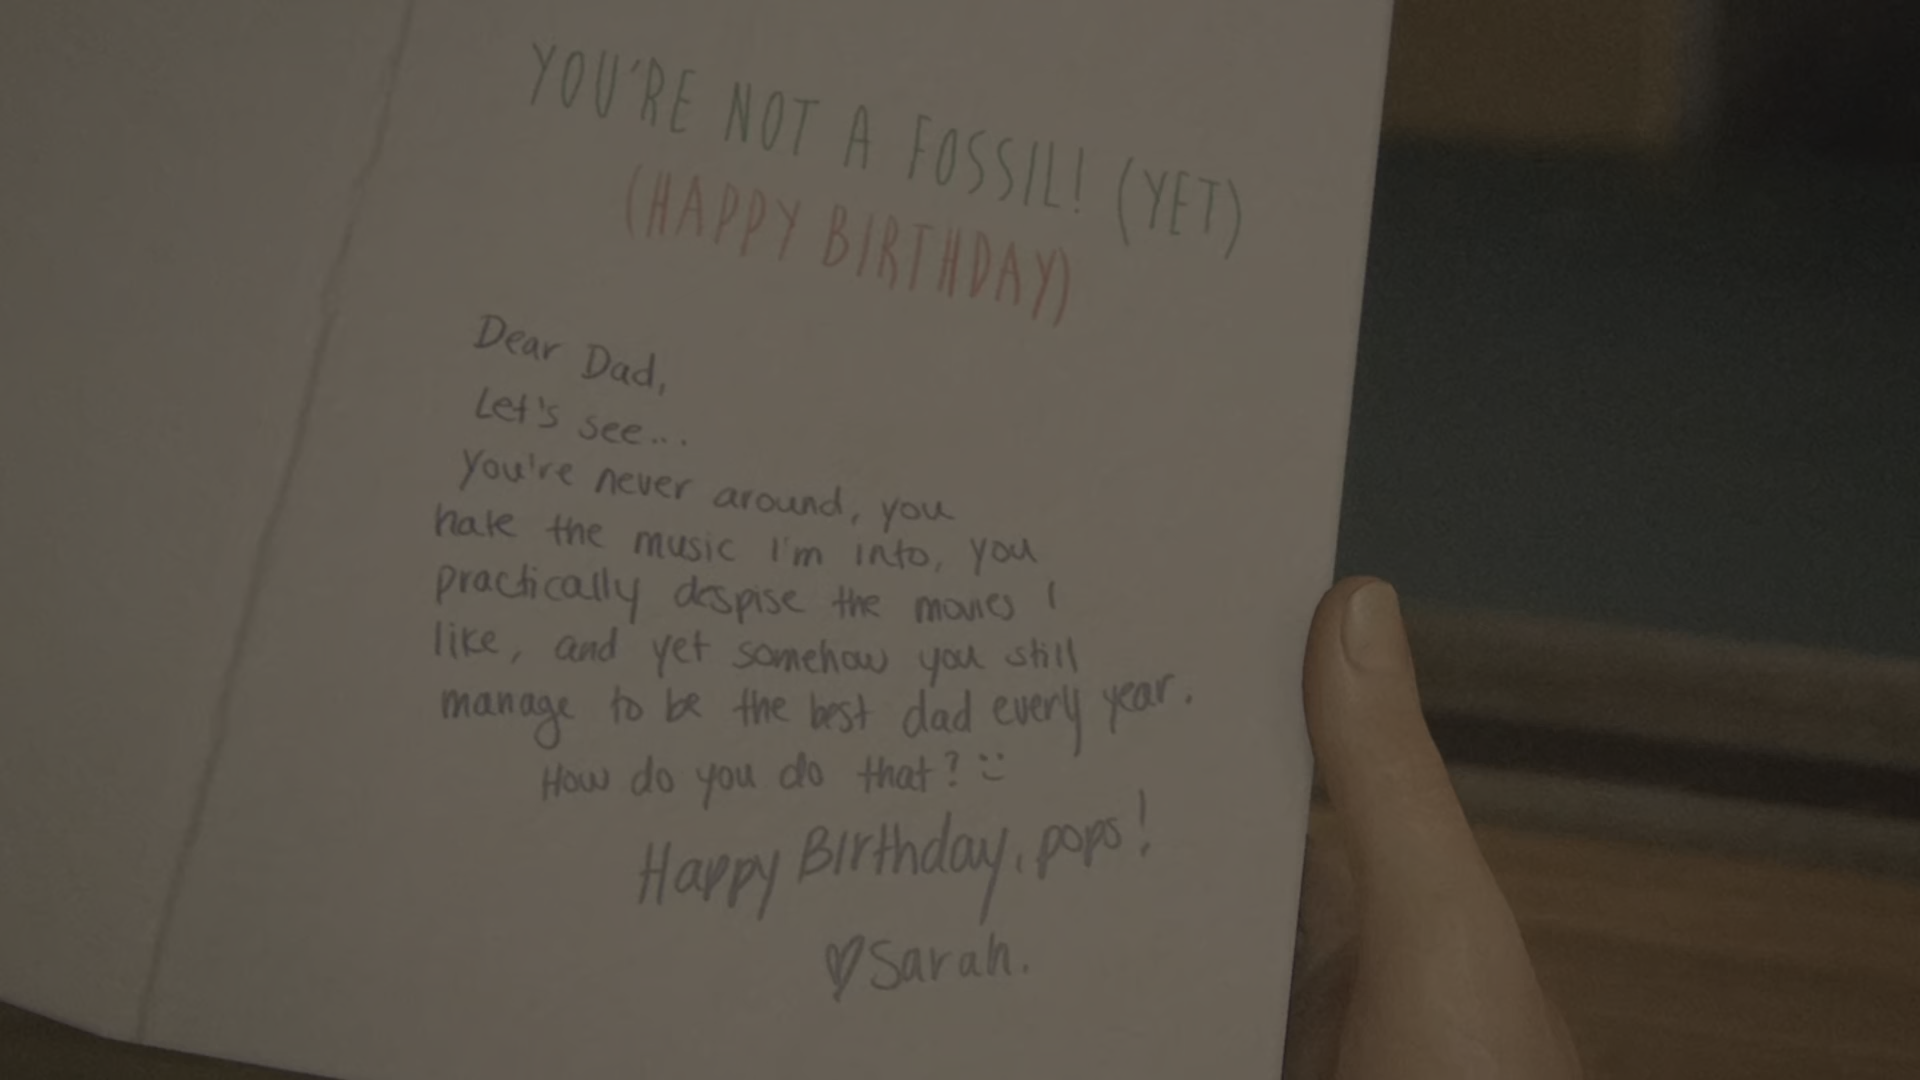 YOU'RE NOT A FOSSIL! (YET)
(HAPPY BIRTHDAY)
Dear Dad,
Let's see...
You're never around, you
hate the music I'm into, you
practically despise the movies I
like, and yet somehow you still
manage to be the best dad every year.
How do you do that? :)
Happy Birthday, pops!
♡Sarah.